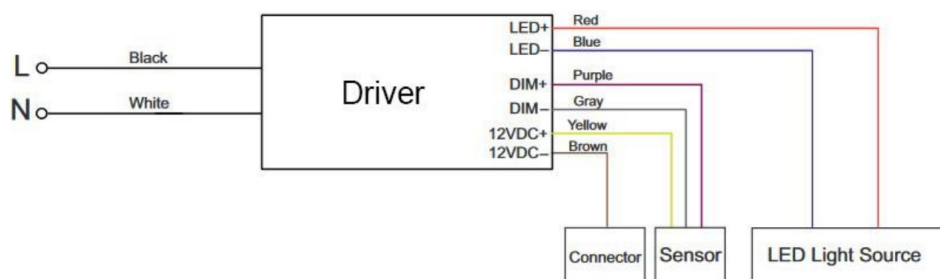 L
Black
N
White
Driver
LED+
Red
LED–
Blue
DIM+
Purple
DIM–
Gray
12VDC+
Yellow
12VDC–
Brown
Connector
Sensor
LED Light Source